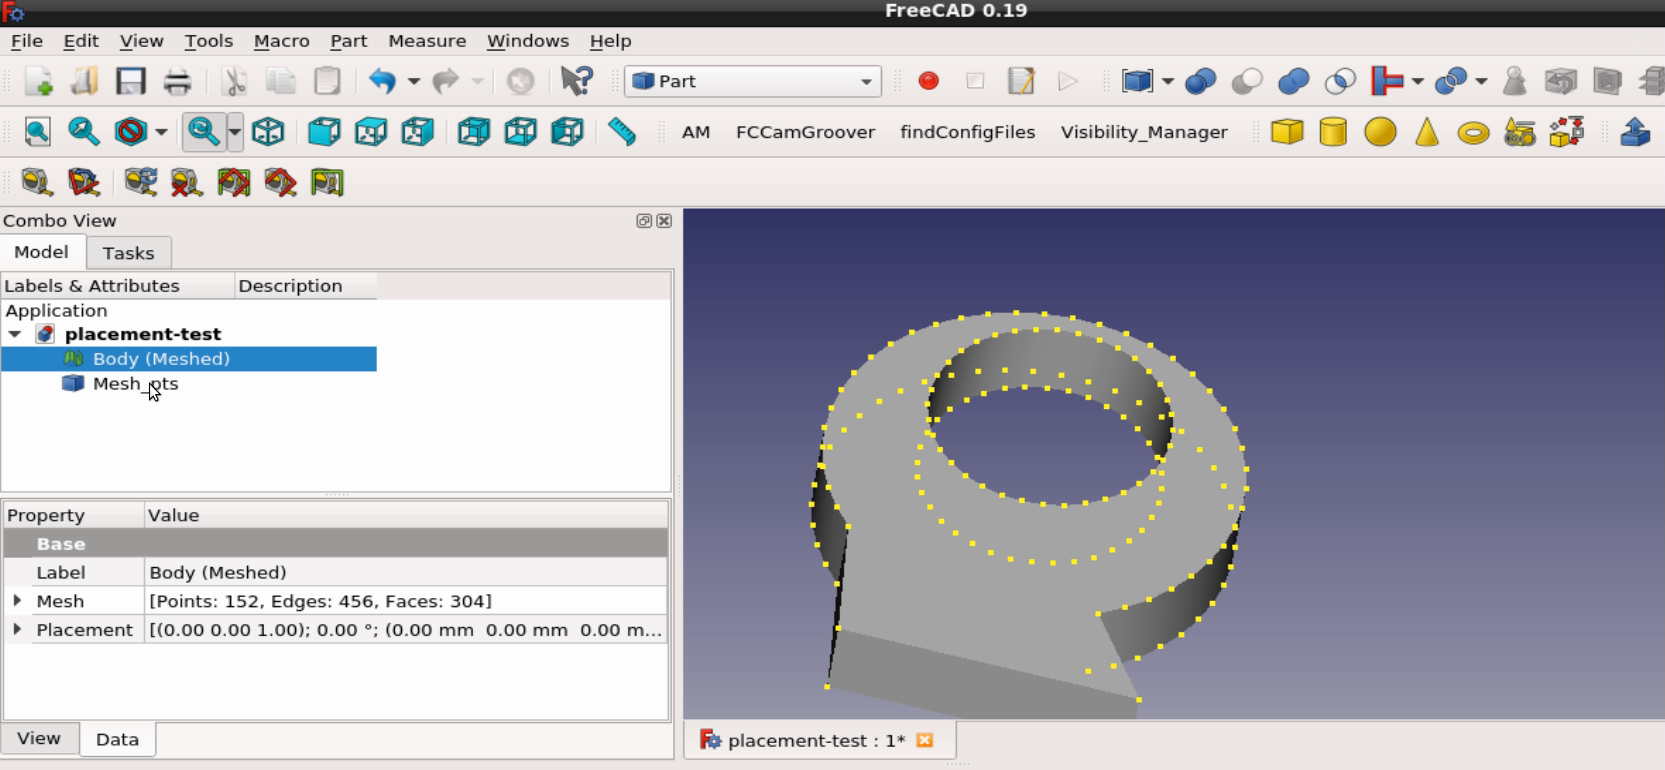 FreeCAD 0.19
File Edit View Tools Macro Part Measure Windows Help
Part
AM FCCamGroover findConfigFiles Visibility_Manager
Combo View
Model Tasks
Labels & Attributes Description
Application
placement-test
Body (Meshed)
Mesh_pts
Property Value
Base
Label Body (Meshed)
Mesh [Points: 152, Edges: 456, Faces: 304]
Placement [(0.00 0.00 1.00); 0.00 °; (0.00 mm 0.00 mm 0.00 m...
View Data
placement-test : 1*